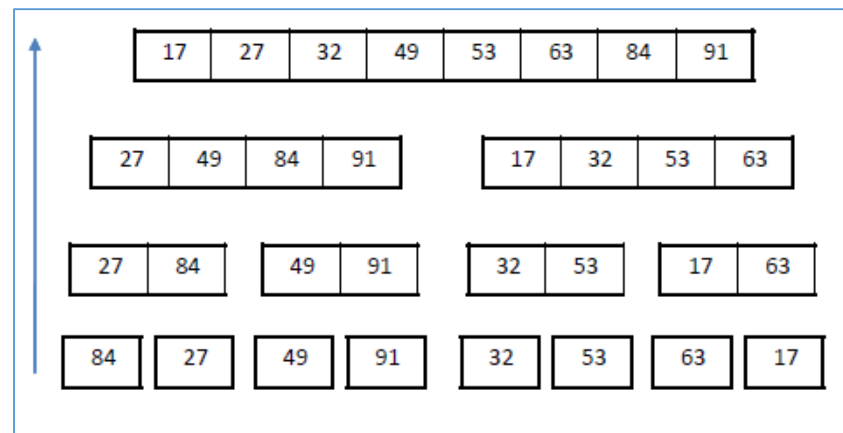 17 27 32 49 53 63 84 91
27 49 84 91 17 32 53 63
27 84 49 91 32 53 17 63
84 27 49 91 32 53 63 17